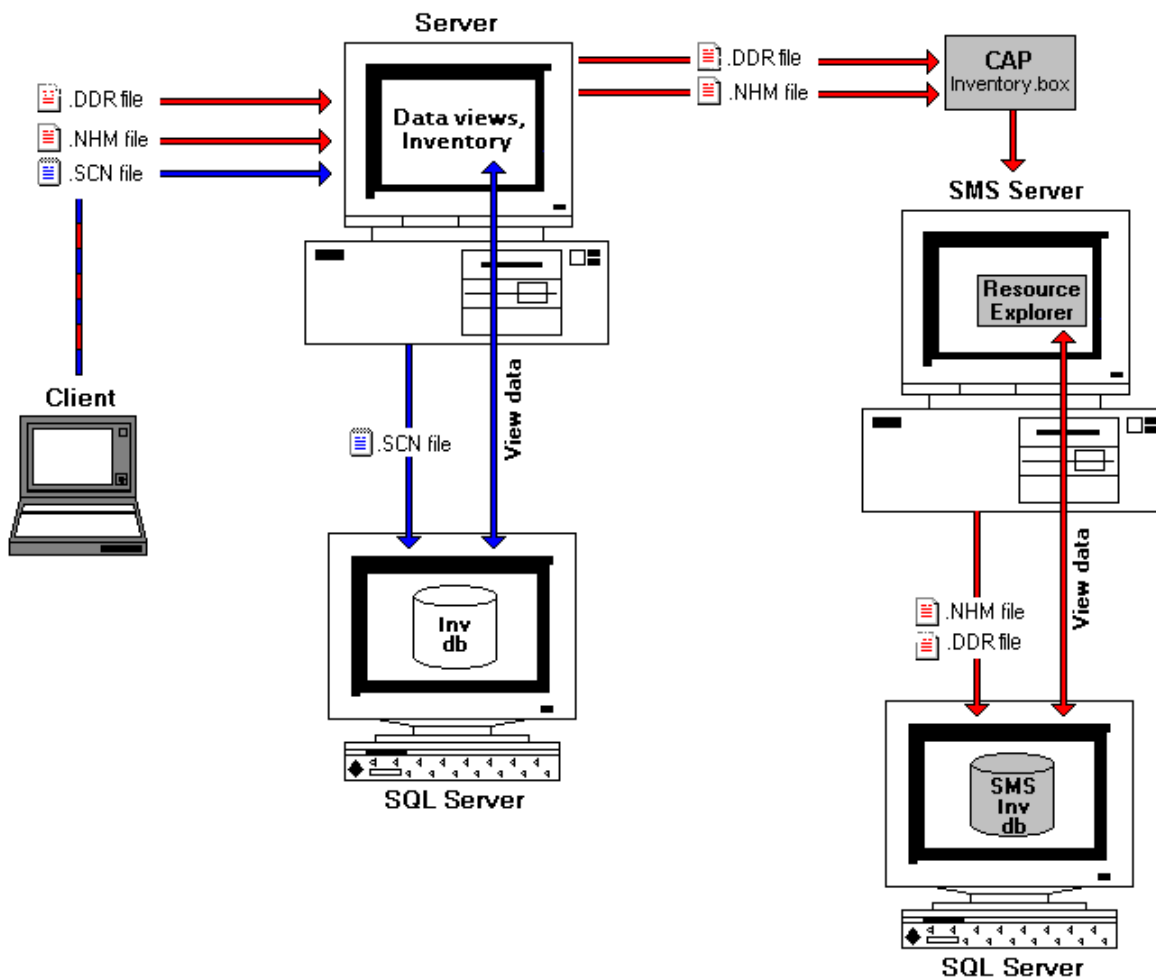 Server
.DDR file
.NHM file
.SCN file
Data views,
Inventory
.DDR file
.NHM file
CAP
Inventory.box
SMS Server
Resource
Explorer
Client
.SCN file
View data
Inv
db
SQL Server
.NHM file
.DDR file
View data
SMS
Inv
db
SQL Server